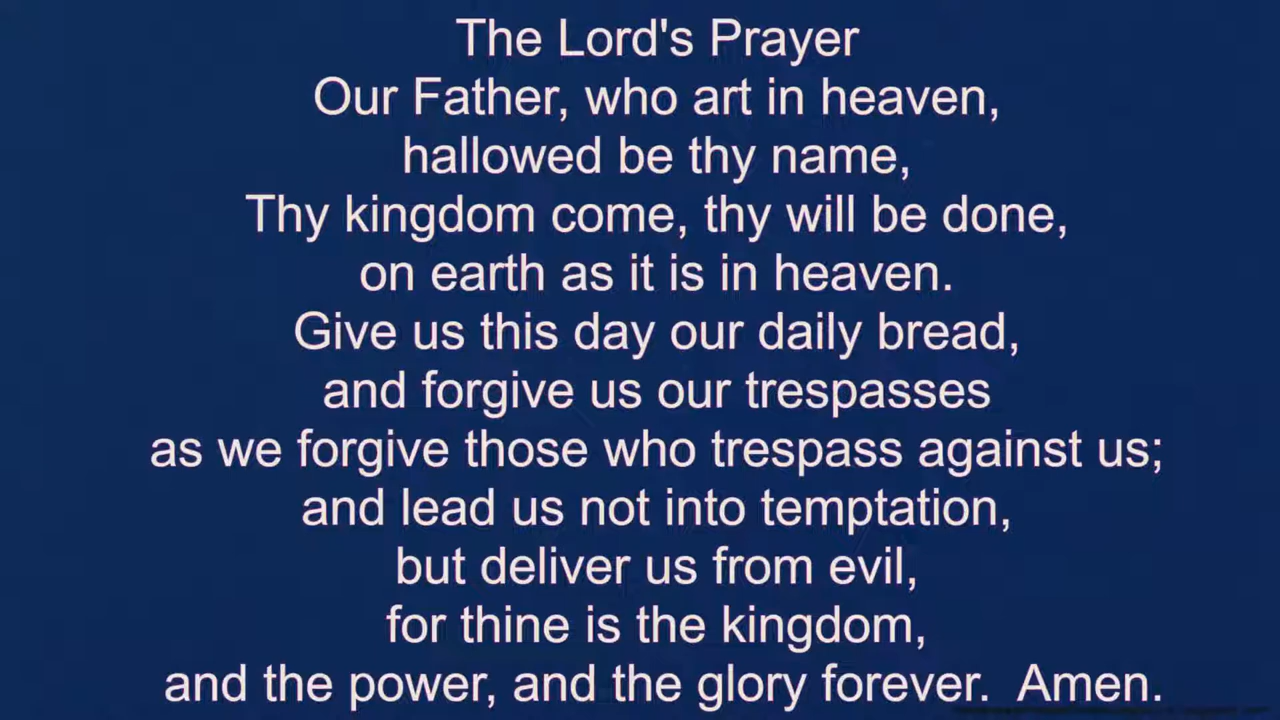 The Lord's Prayer
Our Father, who art in heaven,
hallowed be thy name,
Thy kingdom come, thy will be done,
on earth as it is in heaven.
Give us this day our daily bread,
and forgive us our trespasses
as we forgive those who trespass against us;
and lead us not into temptation,
but deliver us from evil,
for thine is the kingdom,
and the power, and the glory forever.  Amen.